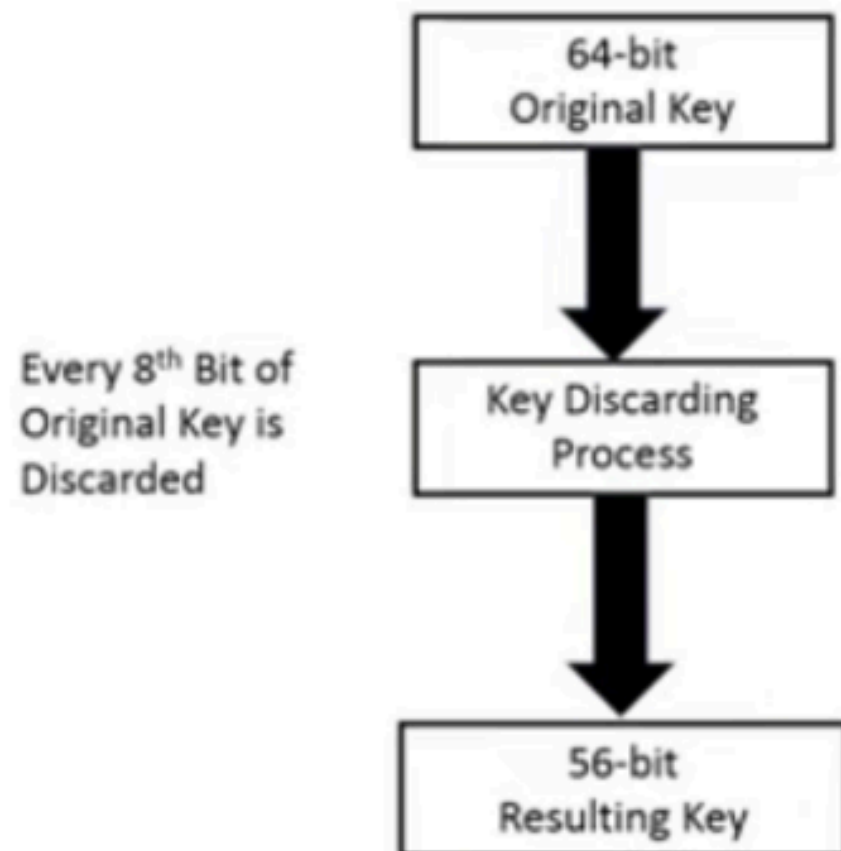 64-bit
Original Key
Every 8th Bit of
Original Key is
Discarded
Key Discarding
Process
56-bit
Resulting Key